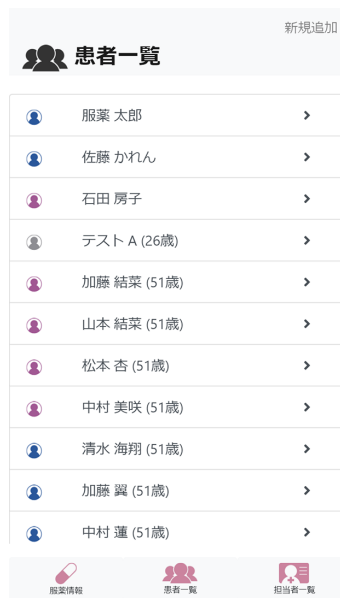 新規追加
患者一覧
服薬 太郎
佐藤 かれん
石田 房子
テスト A (26歳)
加藤 結菜 (51歳)
山本 結菜 (51歳)
松本 杏 (51歳)
中村 美咲 (51歳)
清水 海翔 (51歳)
加藤 翼 (51歳)
中村 蓮 (51歳)
服薬情報 患者一覧 担当者一覧